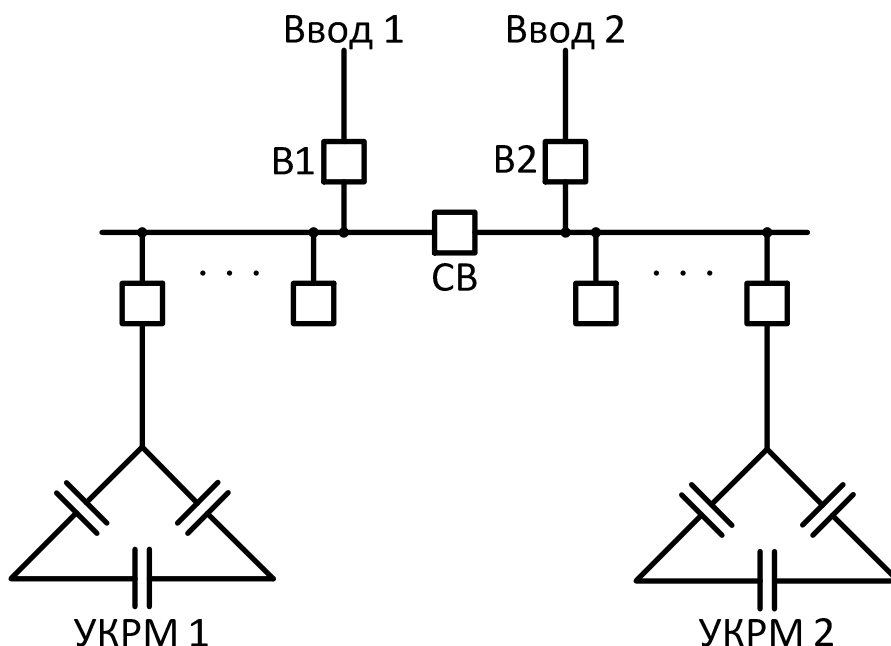 Ввод 1
Ввод 2
В1
В2
СВ
. . .
. . .
УКРМ 1
УКРМ 2